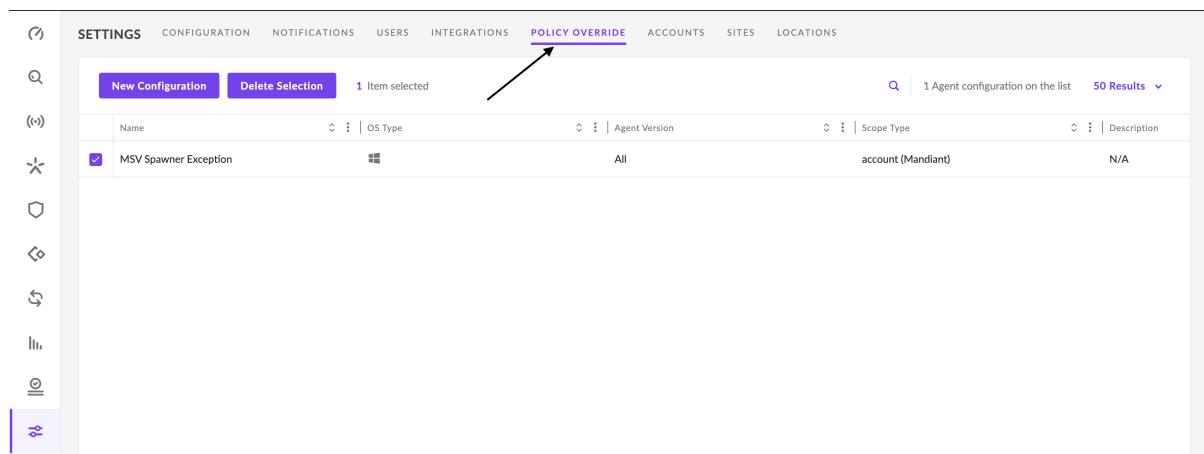 SETTINGS CONFIGURATION NOTIFICATIONS USERS INTEGRATIONS POLICY OVERRIDE ACCOUNTS SITES LOCATIONS
New Configuration Delete Selection 1 Item selected 1 Agent configuration on the list 50 Results
Name OS Type Agent Version Scope Type Description
MSV Spawner Exception All account (Mandiant) N/A